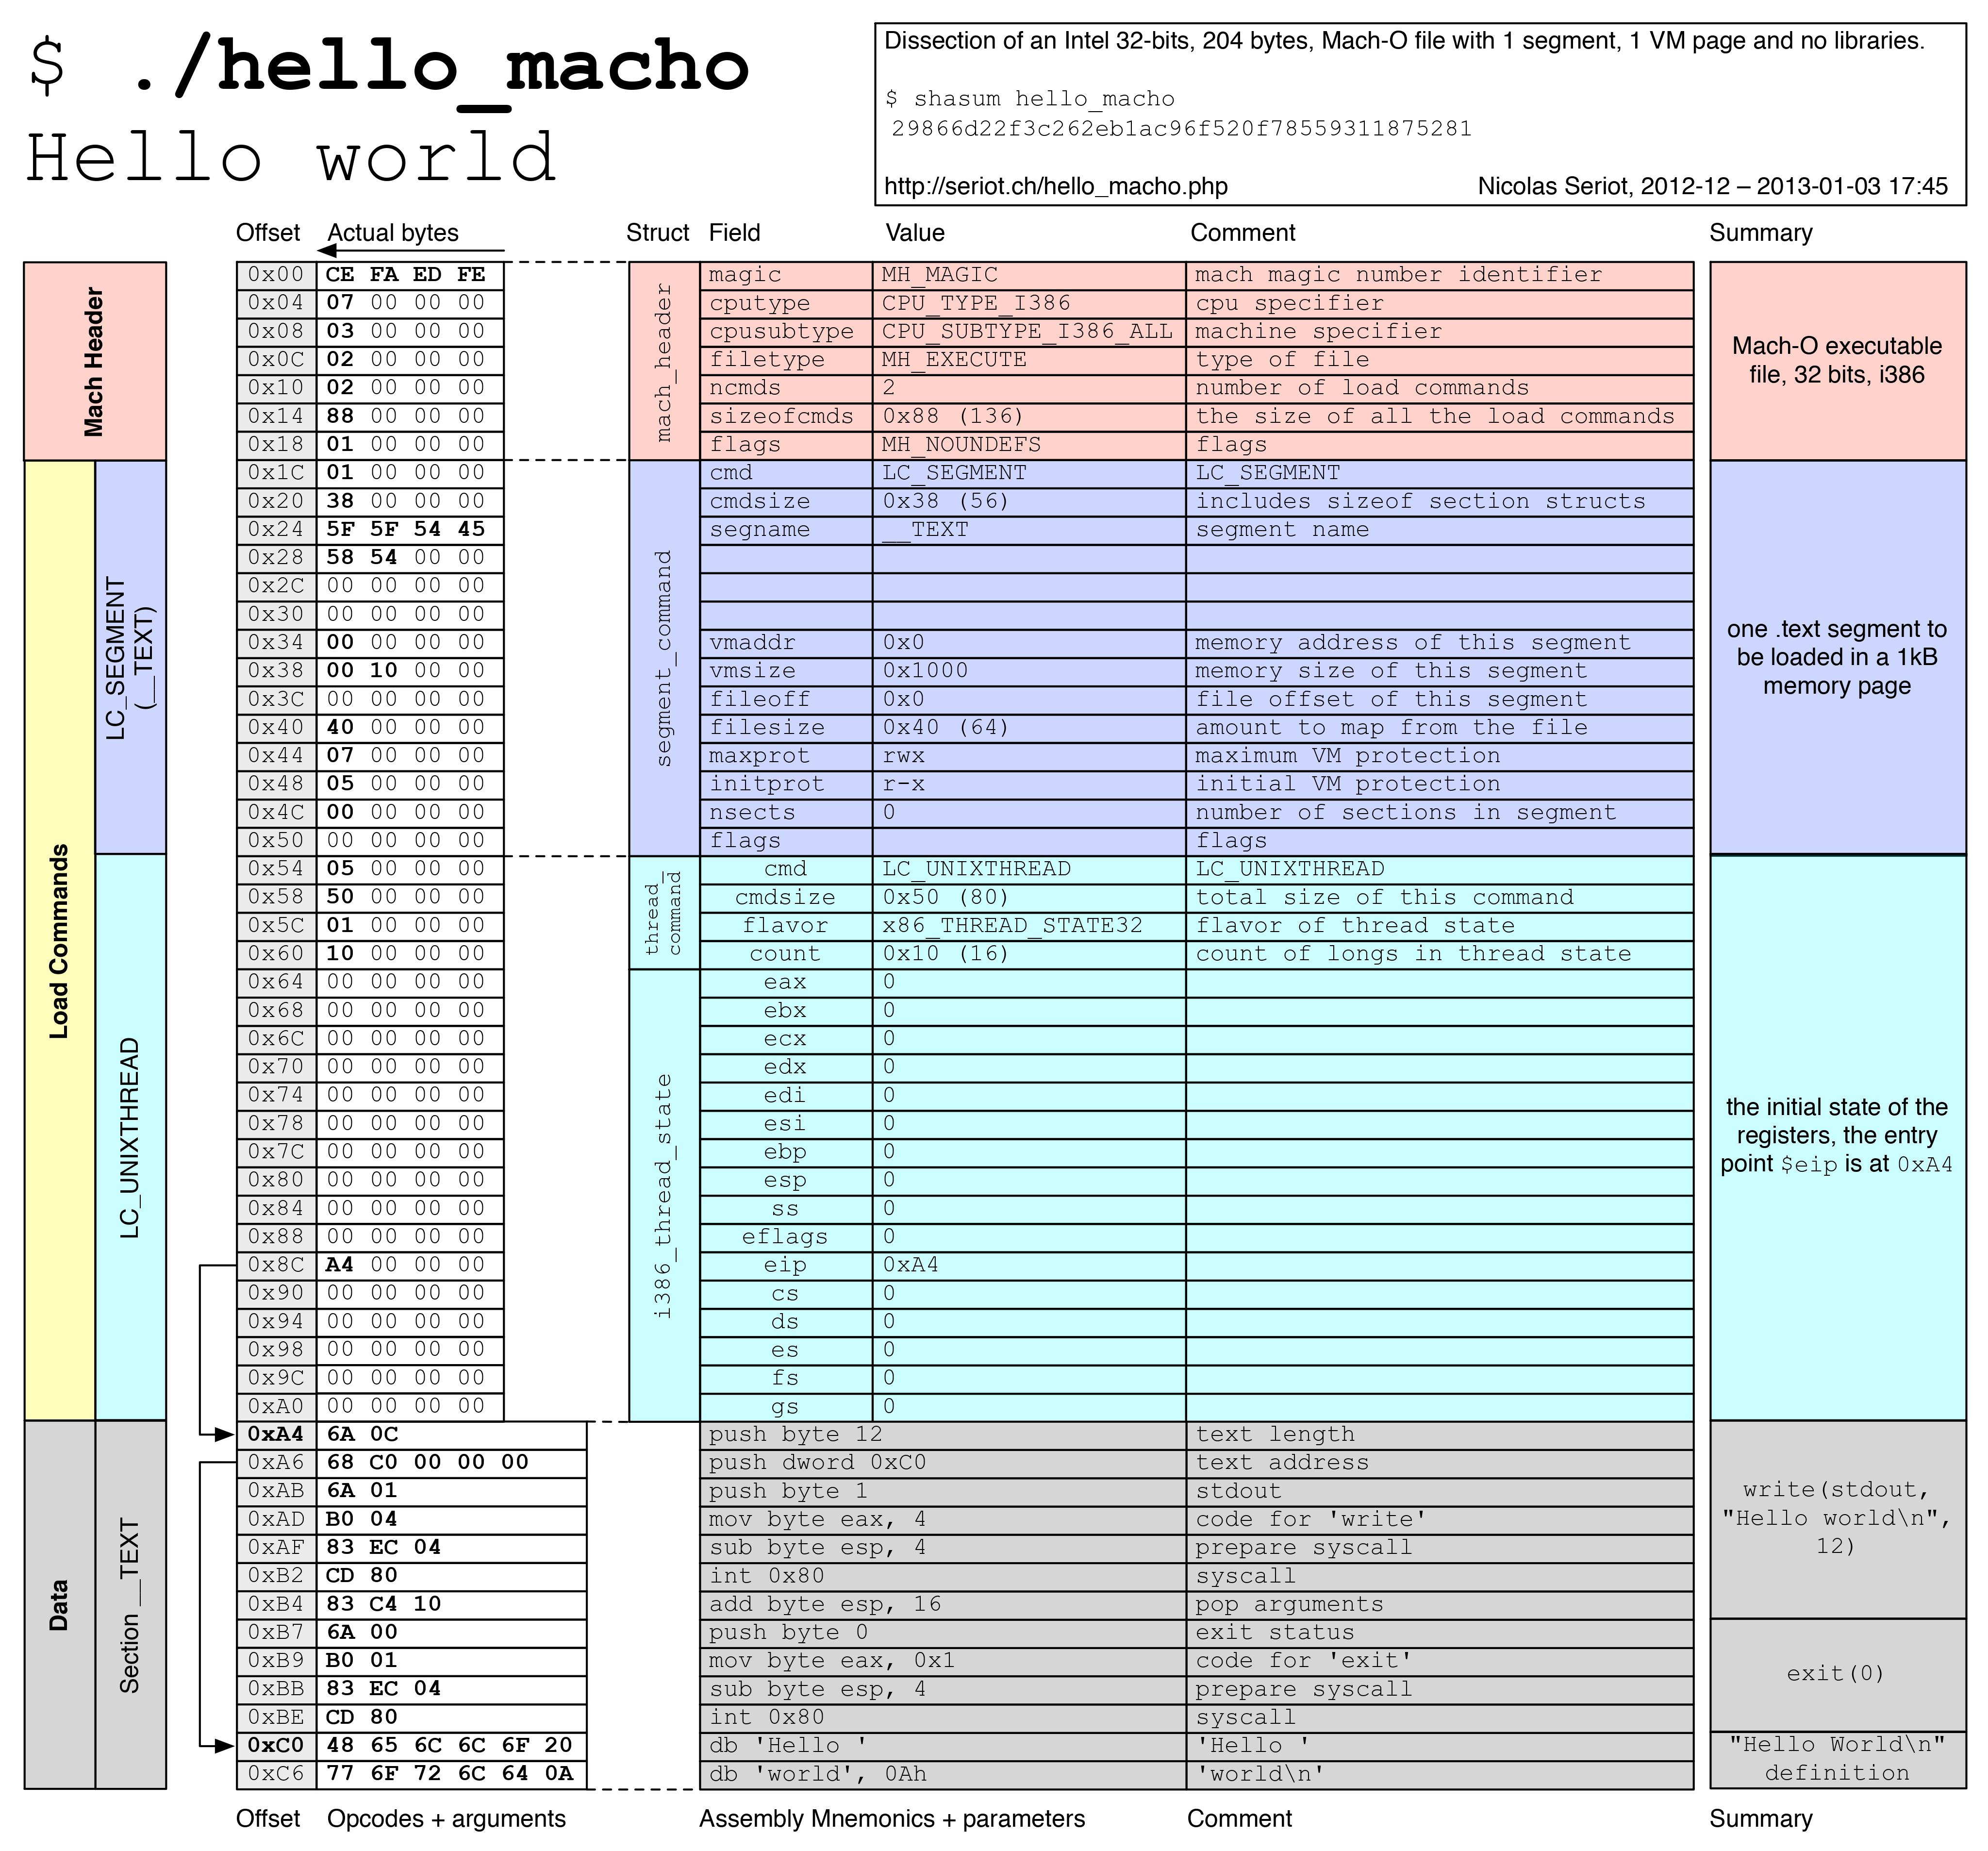 $ ./hello_macho
Hello world
Dissection of an Intel 32-bits, 204 bytes, Mach-O file with 1 segment, 1 VM page and no libraries.
$ shasum hello_macho
29866d22f3c262eb1ac96f520f78559311875281
http://seriot.ch/hello_macho.php Nicolas Seriot, 2012-12 – 2013-01-03 17:45
Offset Actual bytes Struct Field Value Comment Summary
Mach Header
mach_header
0x00 CE FA ED FE magic MH_MAGIC mach magic number identifier
0x04 07 00 00 00 cputype CPU_TYPE_I386 cpu specifier
0x08 03 00 00 00 cpusubtype CPU_SUBTYPE_I386_ALL machine specifier
0x0C 02 00 00 00 filetype MH_EXECUTE type of file
0x10 02 00 00 00 ncmds 2 number of load commands
0x14 88 00 00 00 sizeofcmds 0x88 (136) the size of all the load commands
0x18 01 00 00 00 flags MH_NOUNDEFS flags
Mach-O executable
file, 32 bits, i386
Load Commands
LC_SEGMENT
(__TEXT)
segment_command
0x1C 01 00 00 00 cmd LC_SEGMENT LC_SEGMENT
0x20 38 00 00 00 cmdsize 0x38 (56) includes sizeof section structs
0x24 5F 5F 54 45 segname __TEXT segment name
0x28 58 54 00 00
0x2C 00 00 00 00
0x30 00 00 00 00
0x34 00 00 00 00 vmaddr 0x0 memory address of this segment
0x38 00 10 00 00 vmsize 0x1000 memory size of this segment
0x3C 00 00 00 00 fileoff 0x0 file offset of this segment
0x40 40 00 00 00 filesize 0x40 (64) amount to map from the file
0x44 07 00 00 00 maxprot rwx maximum VM protection
0x48 05 00 00 00 initprot r-x initial VM protection
0x4C 00 00 00 00 nsects 0 number of sections in segment
0x50 00 00 00 00 flags flags
one .text segment to
be loaded in a 1kB
memory page
LC_UNIXTHREAD
thread_
command
0x54 05 00 00 00 cmd LC_UNIXTHREAD LC_UNIXTHREAD
0x58 50 00 00 00 cmdsize 0x50 (80) total size of this command
0x5C 01 00 00 00 flavor x86_THREAD_STATE32 flavor of thread state
0x60 10 00 00 00 count 0x10 (16) count of longs in thread state
i386_thread_state
0x64 00 00 00 00 eax 0
0x68 00 00 00 00 ebx 0
0x6C 00 00 00 00 ecx 0
0x70 00 00 00 00 edx 0
0x74 00 00 00 00 edi 0
0x78 00 00 00 00 esi 0
0x7C 00 00 00 00 ebp 0
0x80 00 00 00 00 esp 0
0x84 00 00 00 00 ss 0
0x88 00 00 00 00 eflags 0
0x8C A4 00 00 00 eip 0xA4
0x90 00 00 00 00 cs 0
0x94 00 00 00 00 ds 0
0x98 00 00 00 00 es 0
0x9C 00 00 00 00 fs 0
0xA0 00 00 00 00 gs 0
the initial state of the
registers, the entry
point $eip is at 0xA4
Data
Section __TEXT
0xA4 6A 0C push byte 12 text length
0xA6 68 C0 00 00 00 push dword 0xC0 text address
0xAB 6A 01 push byte 1 stdout
0xAD B0 04 mov byte eax, 4 code for 'write'
0xAF 83 EC 04 sub byte esp, 4 prepare syscall
0xB2 CD 80 int 0x80 syscall
0xB4 83 C4 10 add byte esp, 16 pop arguments
write(stdout,
"Hello world\n",
12)
0xB7 6A 00 push byte 0 exit status
0xB9 B0 01 mov byte eax, 0x1 code for 'exit'
0xBB 83 EC 04 sub byte esp, 4 prepare syscall
0xBE CD 80 int 0x80 syscall
exit(0)
0xC0 48 65 6C 6C 6F 20 db 'Hello ' 'Hello '
0xC6 77 6F 72 6C 64 0A db 'world', 0Ah 'world\n'
"Hello World\n"
definition
Offset Opcodes + arguments Assembly Mnemonics + parameters Comment Summary